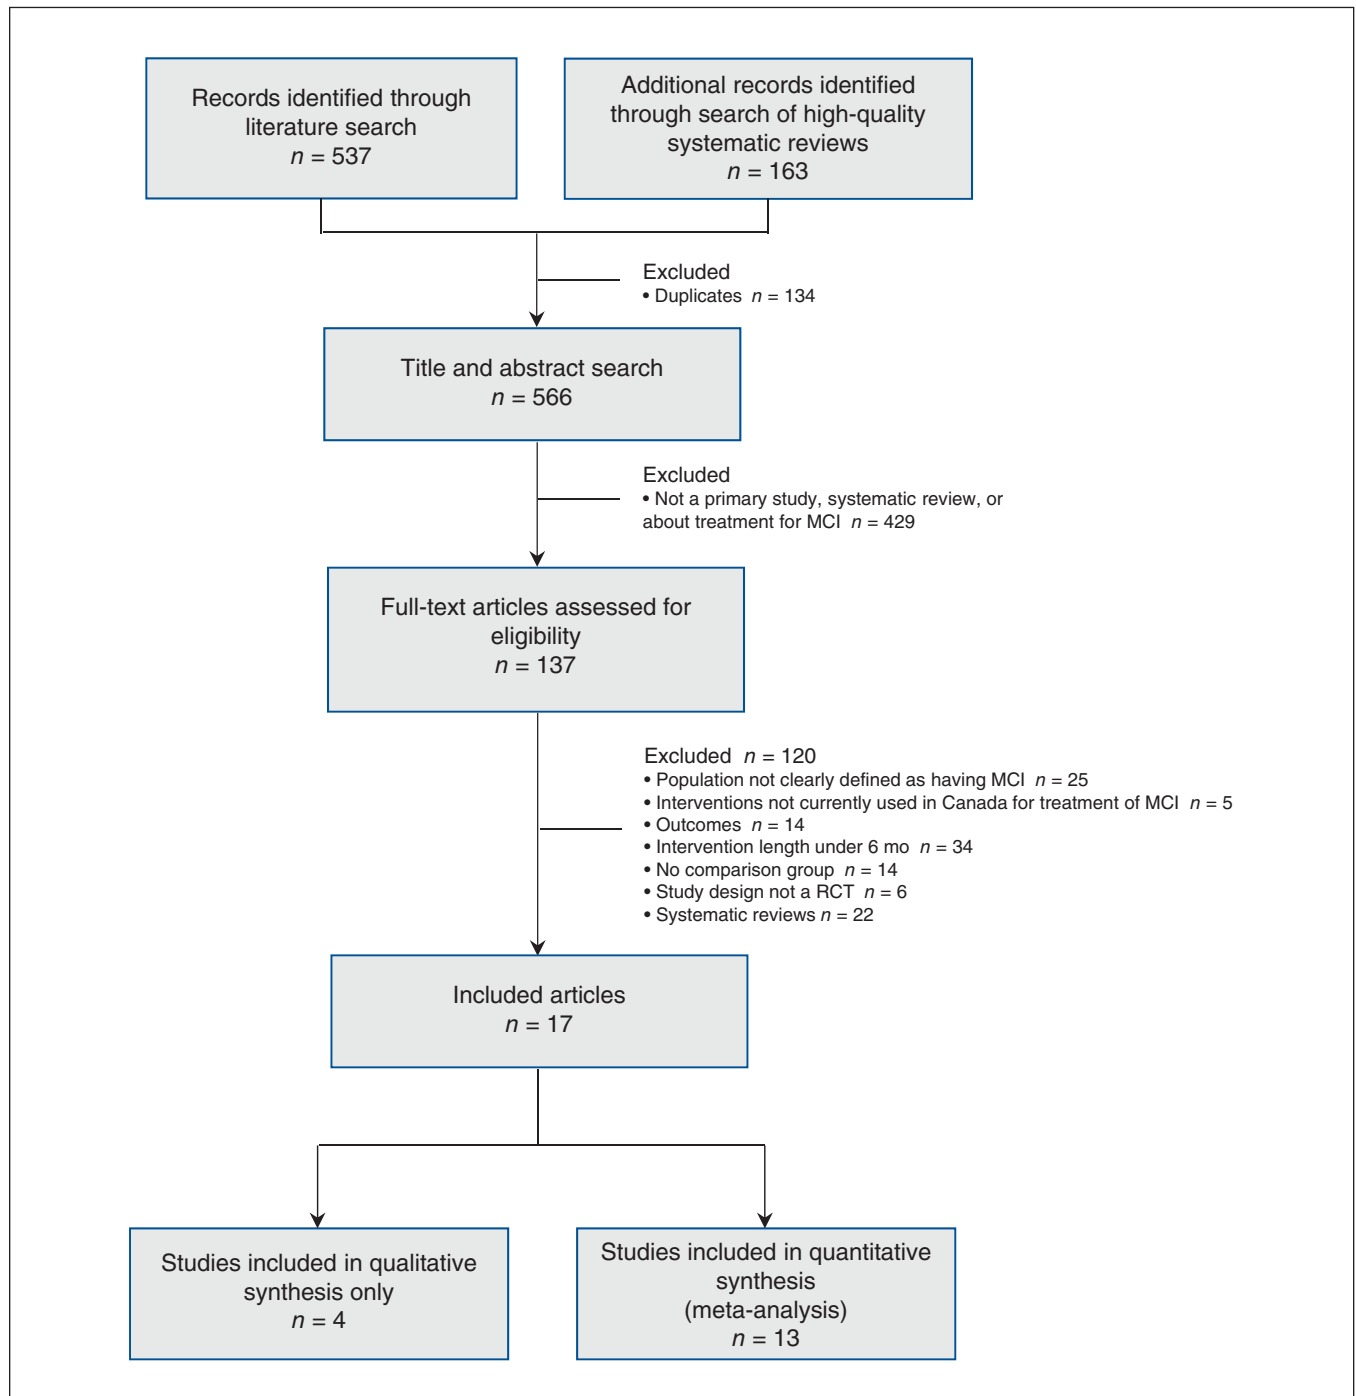 Records identified through
literature search
n = 537
Additional records identified
through search of high-quality
systematic reviews
n = 163
Excluded
• Duplicates n = 134
Title and abstract search
n = 566
Excluded
• Not a primary study, systematic review, or
about treatment for MCI n = 429
Full-text articles assessed for
eligibility
n = 137
Excluded n = 120
• Population not clearly defined as having MCI n = 25
• Interventions not currently used in Canada for treatment of MCI n = 5
• Outcomes n = 14
• Intervention length under 6 mo n = 34
• No comparison group n = 14
• Study design not a RCT n = 6
• Systematic reviews n = 22
Included articles
n = 17
Studies included in qualitative
synthesis only
n = 4
Studies included in quantitative
synthesis
(meta-analysis)
n = 13